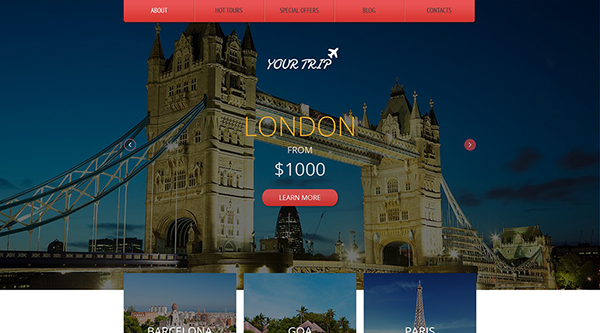 ABOUT HOT TOURS SPECIAL OFFERS BLOG CONTACTS
YOUR TRIP
LONDON
FROM
$1000
LEARN MORE
BARCELONA GOA PARIS